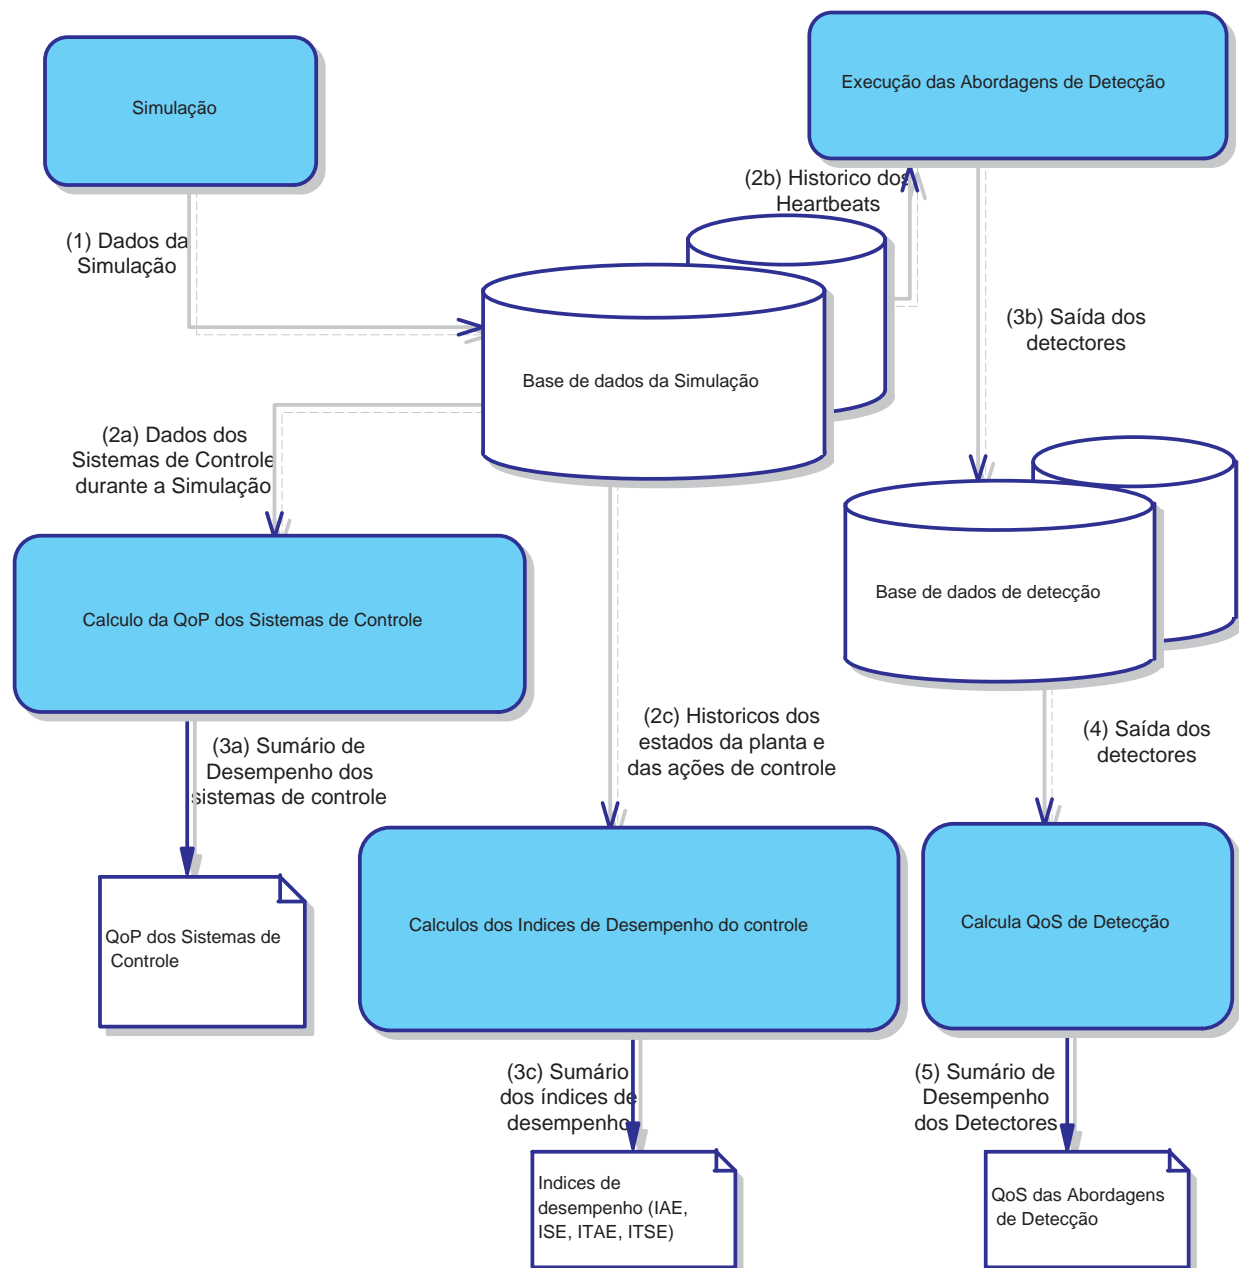 Simulação
Execução das Abordagens de Detecção
(2b) Historico dos
Heartbeats
(1) Dados da
Simulação
(3b) Saída dos
detectores
Base de dados da Simulação
(2a) Dados dos
Sistemas de Controle
durante a Simulação
Base de dados de detecção
Calculo da QoP dos Sistemas de Controle
(2c) Historicos dos
estados da planta e
das ações de controle
(4) Saída dos
detectores
(3a) Sumário de
Desempenho dos
sistemas de controle
Calculos dos Indices de Desempenho do controle
Calcula QoS de Detecção
QoP dos Sistemas de
Controle
(3c) Sumário
dos índices de
desempenho
(5) Sumário de
Desempenho
dos Detectores
Indices de
desempenho (IAE,
ISE, ITAE, ITSE)
QoS das Abordagens
de Detecção